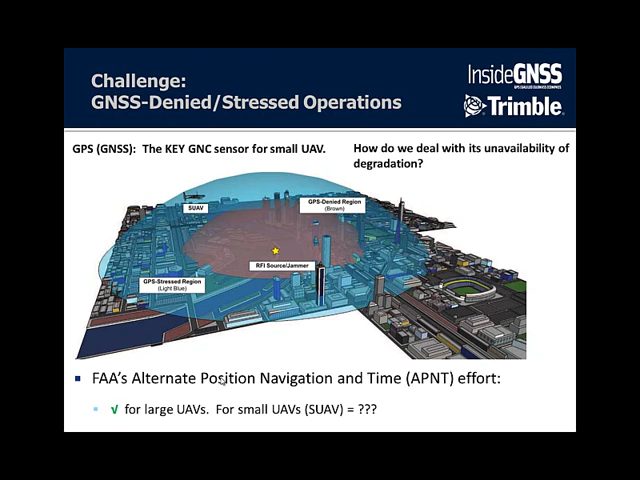 Challenge:
GNSS-Denied/Stressed Operations
InsideGNSS
Trimble
GPS (GNSS): The KEY GNC sensor for small UAV.
How do we deal with its unavailability of
degradation?
SUAV
GPS-Denied Region
(Brown)
RFI Source/Jammer
GPS-Stressed Region
(Light Blue)
▪ FAA's Alternate Position Navigation and Time (APNT) effort:
▪ √ for large UAVs. For small UAVs (SUAV) = ???